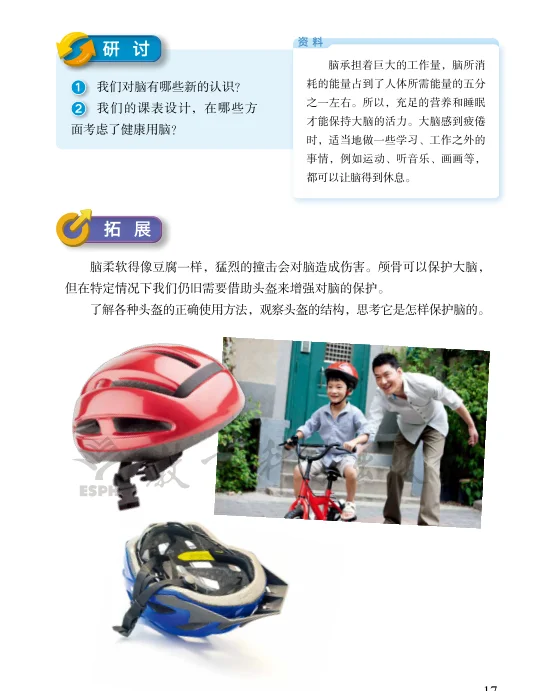 研讨
1 我们对脑有哪些新的认识？
2 我们的课表设计，在哪些方
面考虑了健康用脑？
资料
脑承担着巨大的工作量，脑所消
耗的能量占到了人体所需能量的五分
之一左右。所以，充足的营养和睡眠
才能保持大脑的活力。大脑感到疲倦
时，适当地做一些学习、工作之外的
事情，例如运动、听音乐、画画等，
都可以让脑得到休息。
拓展
脑柔软得像豆腐一样，猛烈的撞击会对脑造成伤害。颅骨可以保护大脑，
但在特定情况下我们仍旧需要借助头盔来增强对脑的保护。
了解各种头盔的正确使用方法，观察头盔的结构，思考它是怎样保护脑的。
ESPH
17